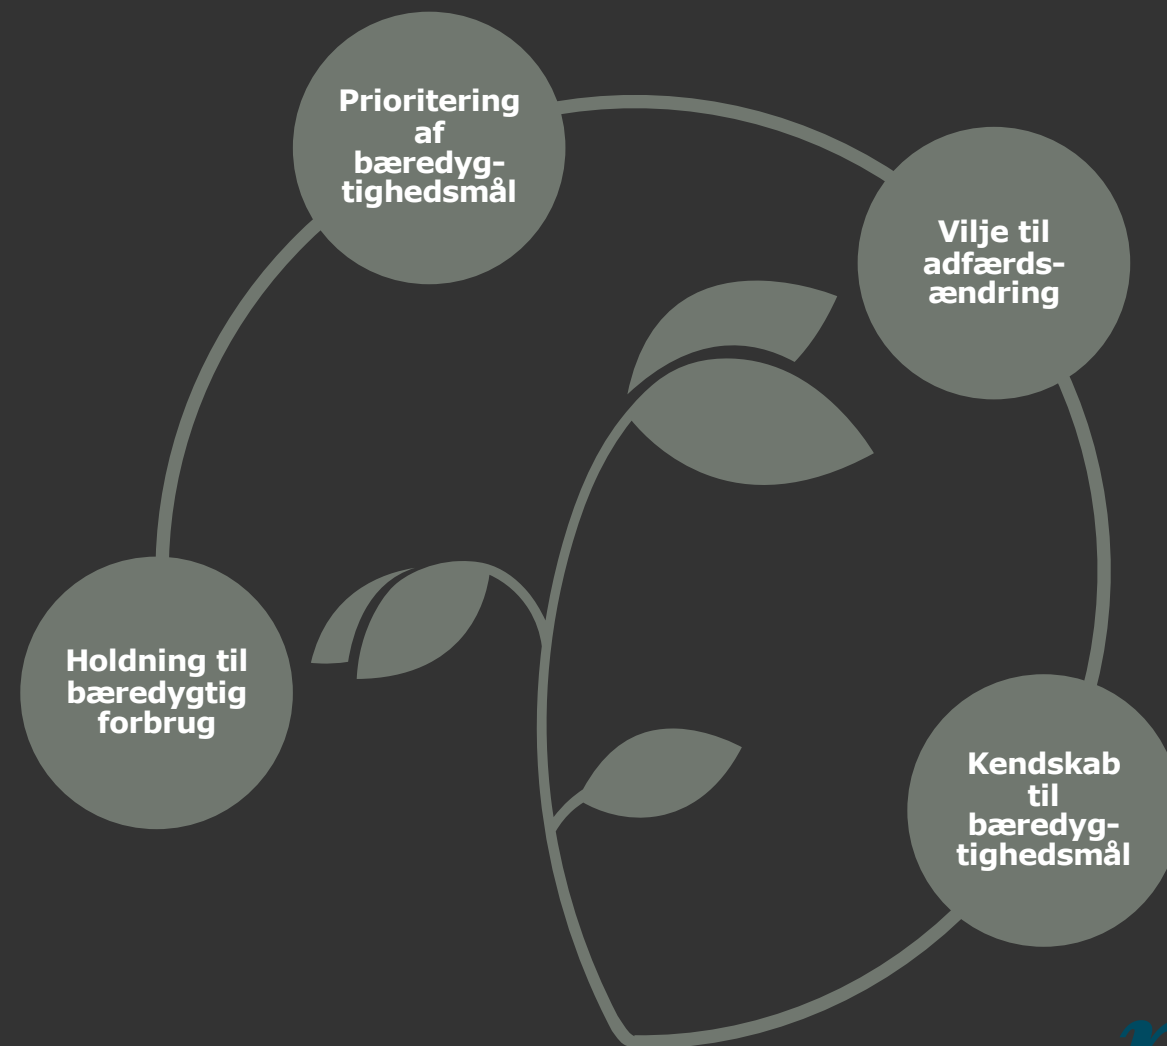 Prioritering
af
bæredyg-
tighedsmål
Vilje til
adfærds-
ændring
Holdning til
bæredygtig
forbrug
Kendskab
til
bæredyg-
tighedsmål